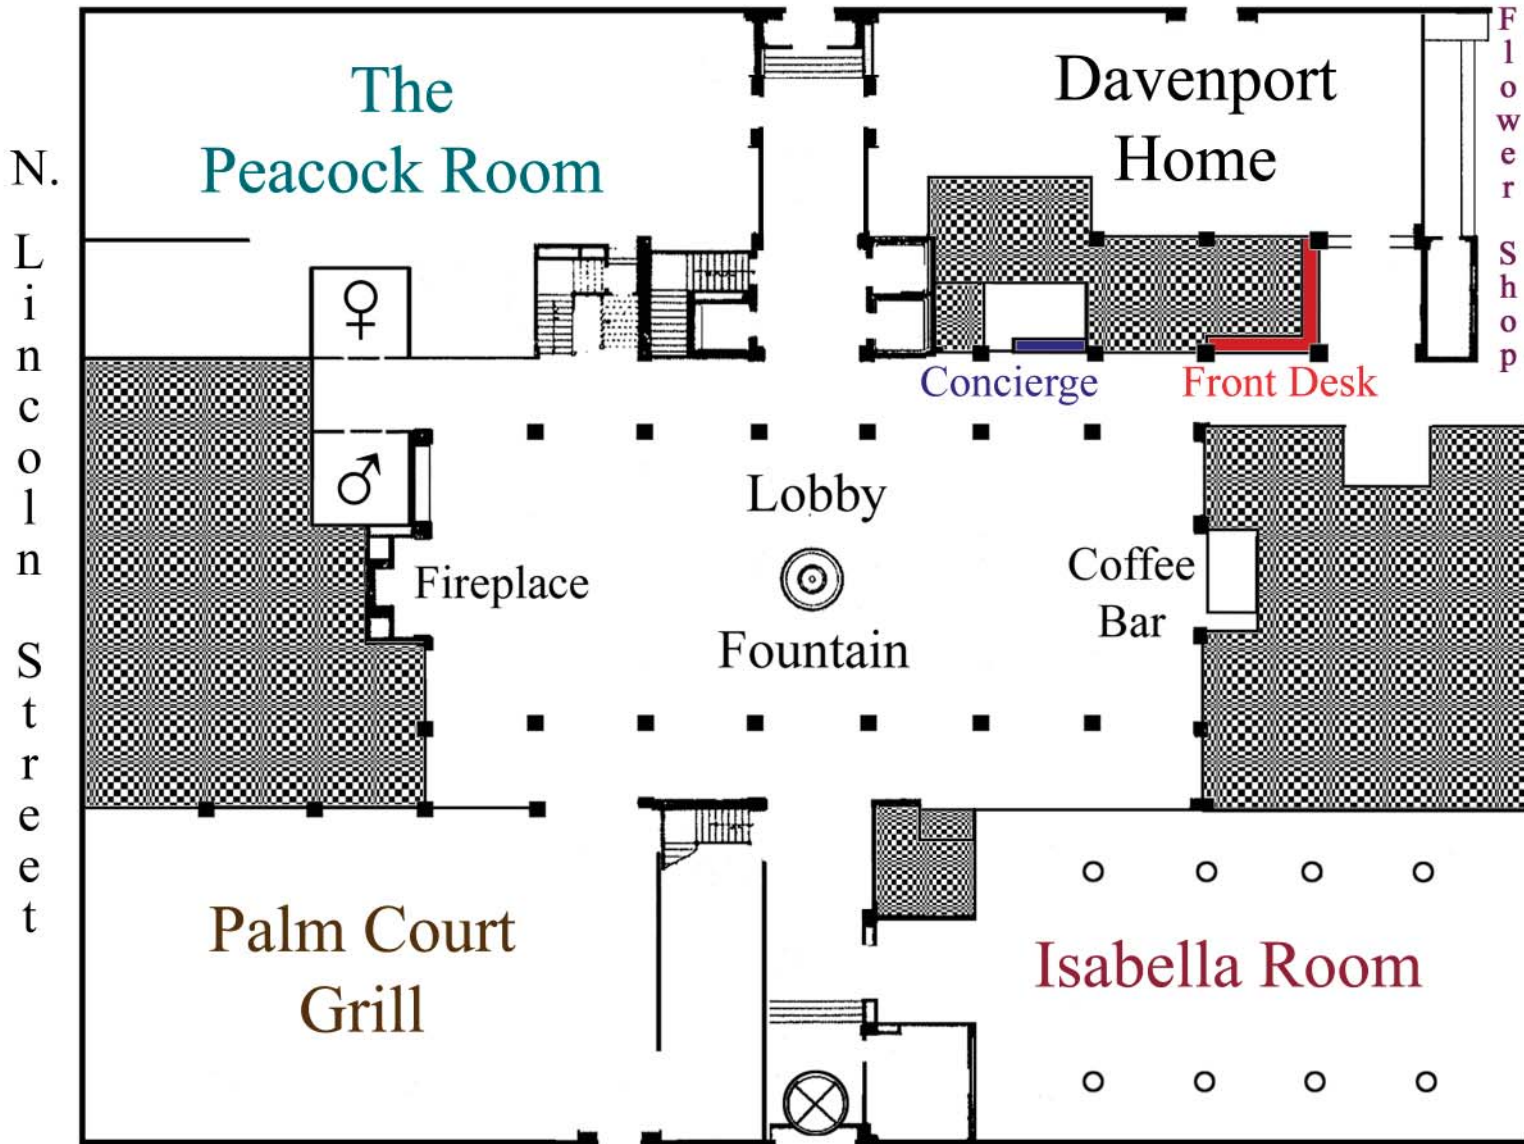 N. Lincoln Street
The
Peacock Room
Davenport
Home
Flower Shop
Concierge
Front Desk
Lobby
Fireplace
Fountain
Coffee
Bar
Palm Court
Grill
Isabella Room